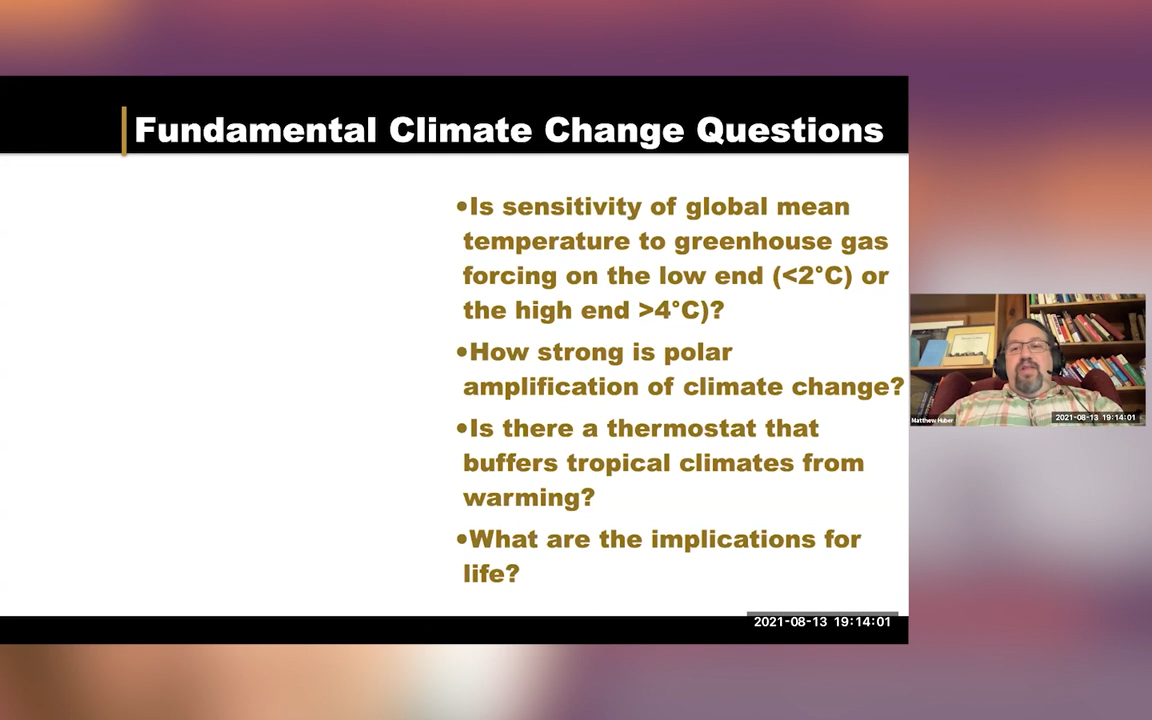 Fundamental Climate Change Questions
•Is sensitivity of global mean
temperature to greenhouse gas
forcing on the low end (<2°C) or
the high end >4°C)?
•How strong is polar
amplification of climate change?
•Is there a thermostat that
buffers tropical climates from
warming?
•What are the implications for
life?
2021-08-13 19:14:01
Matthew Huber
2021-08-13 19:14:01